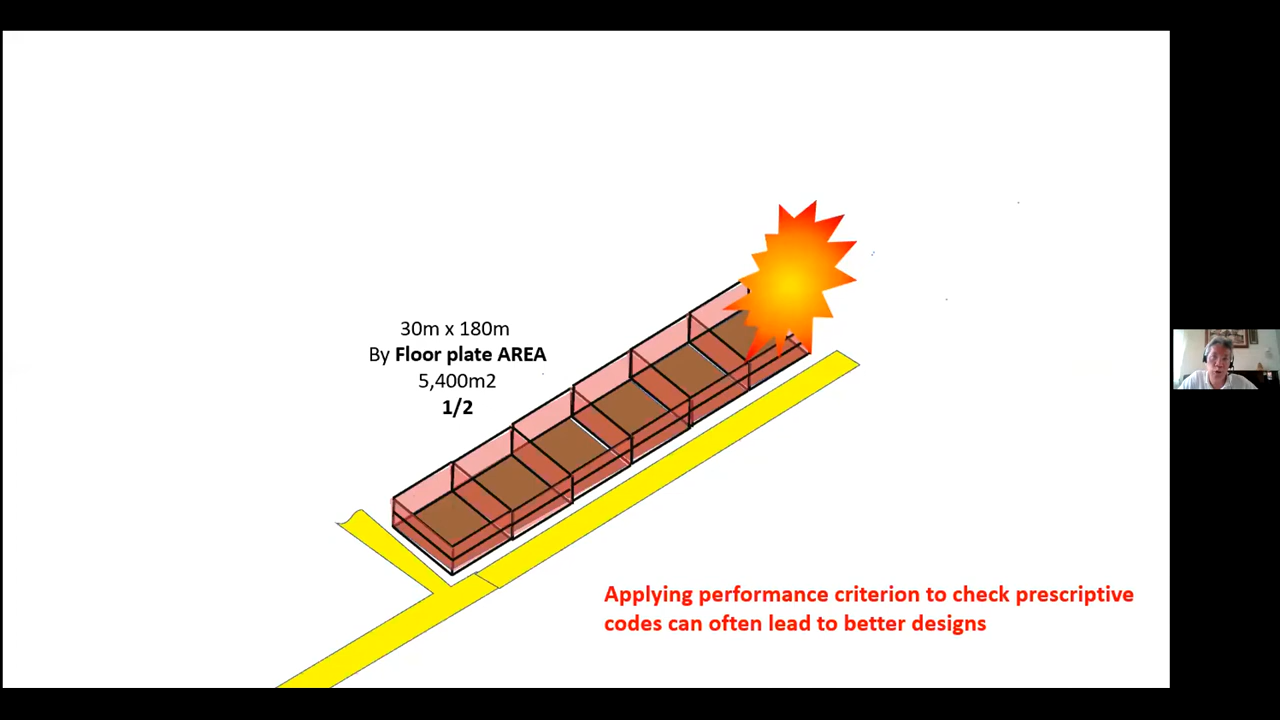 30m x 180m
By Floor plate AREA
5,400m2
1/2
Applying performance criterion to check prescriptive
codes can often lead to better designs